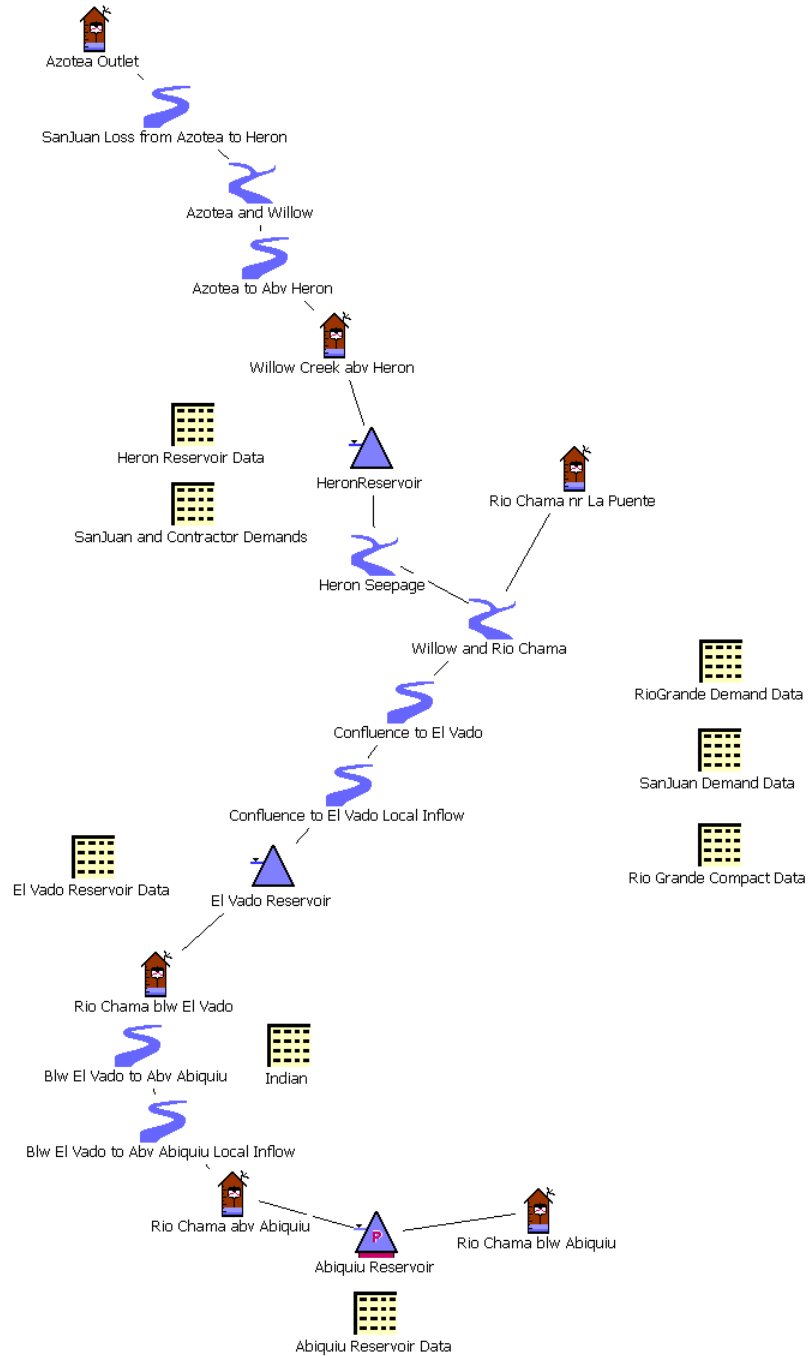 Azotea Outlet
SanJuan Loss from Azotea to Heron
Azotea and Willow
Azotea to Abv Heron
Willow Creek abv Heron
Heron Reservoir Data
HeronReservoir
Rio Chama nr La Puente
SanJuan and Contractor Demands
Heron Seepage
Willow and Rio Chama
RioGrande Demand Data
Confluence to El Vado
SanJuan Demand Data
Confluence to El Vado Local Inflow
Rio Grande Compact Data
El Vado Reservoir Data
El Vado Reservoir
Rio Chama blw El Vado
Blw El Vado to Abv Abiquiu
Indian
Blw El Vado to Abv Abiquiu Local Inflow
Rio Chama abv Abiquiu
P
Rio Chama blw Abiquiu
Abiquiu Reservoir
Abiquiu Reservoir Data